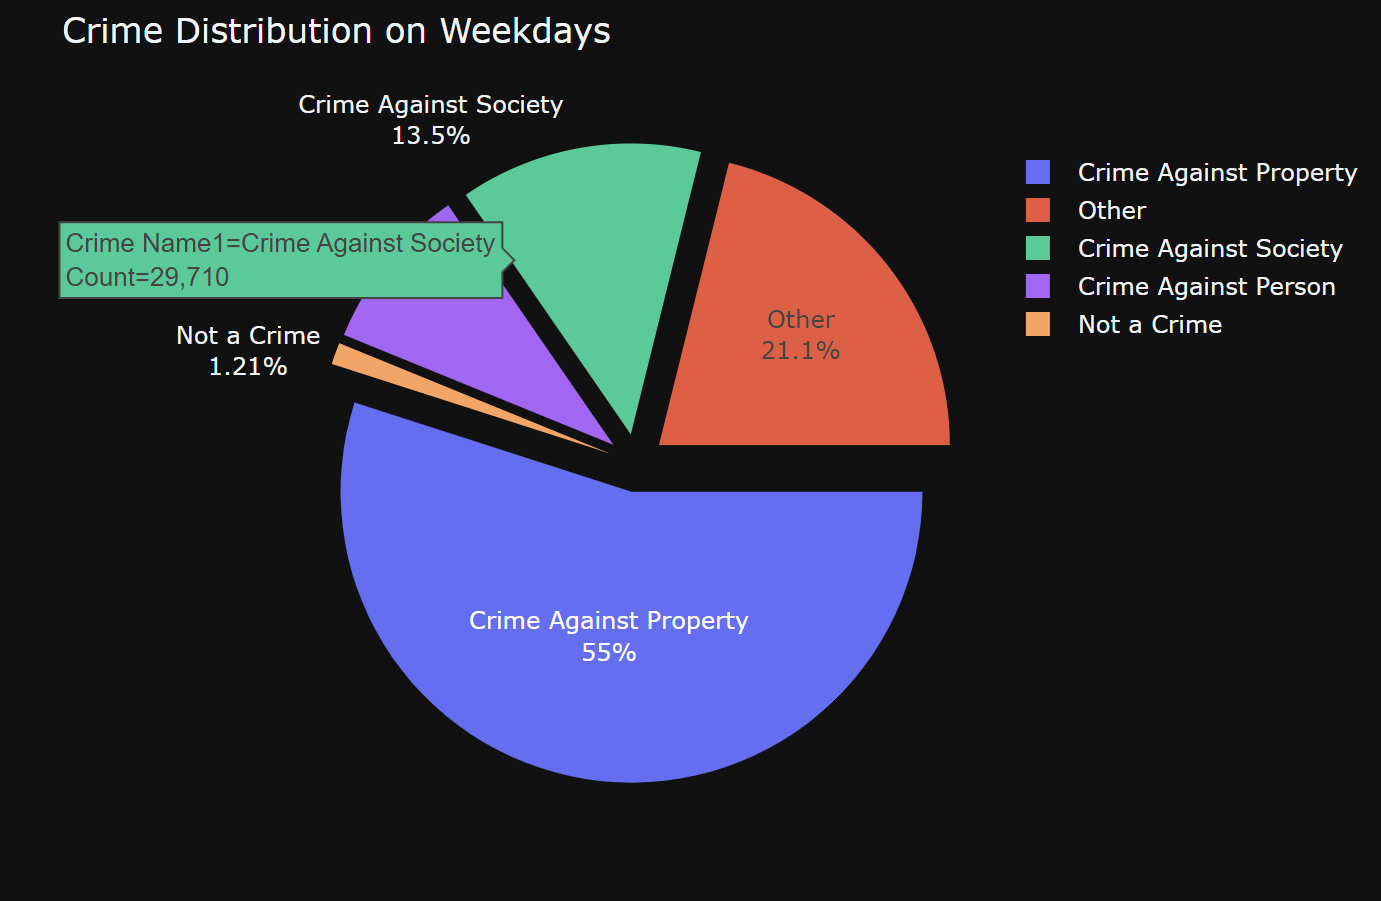 Crime Distribution on Weekdays
Crime Against Society
13.5%
Crime Name1=Crime Against Society
Count=29,710
Not a Crime
1.21%
Other
21.1%
Crime Against Property
55%
Crime Against Property
Other
Crime Against Society
Crime Against Person
Not a Crime